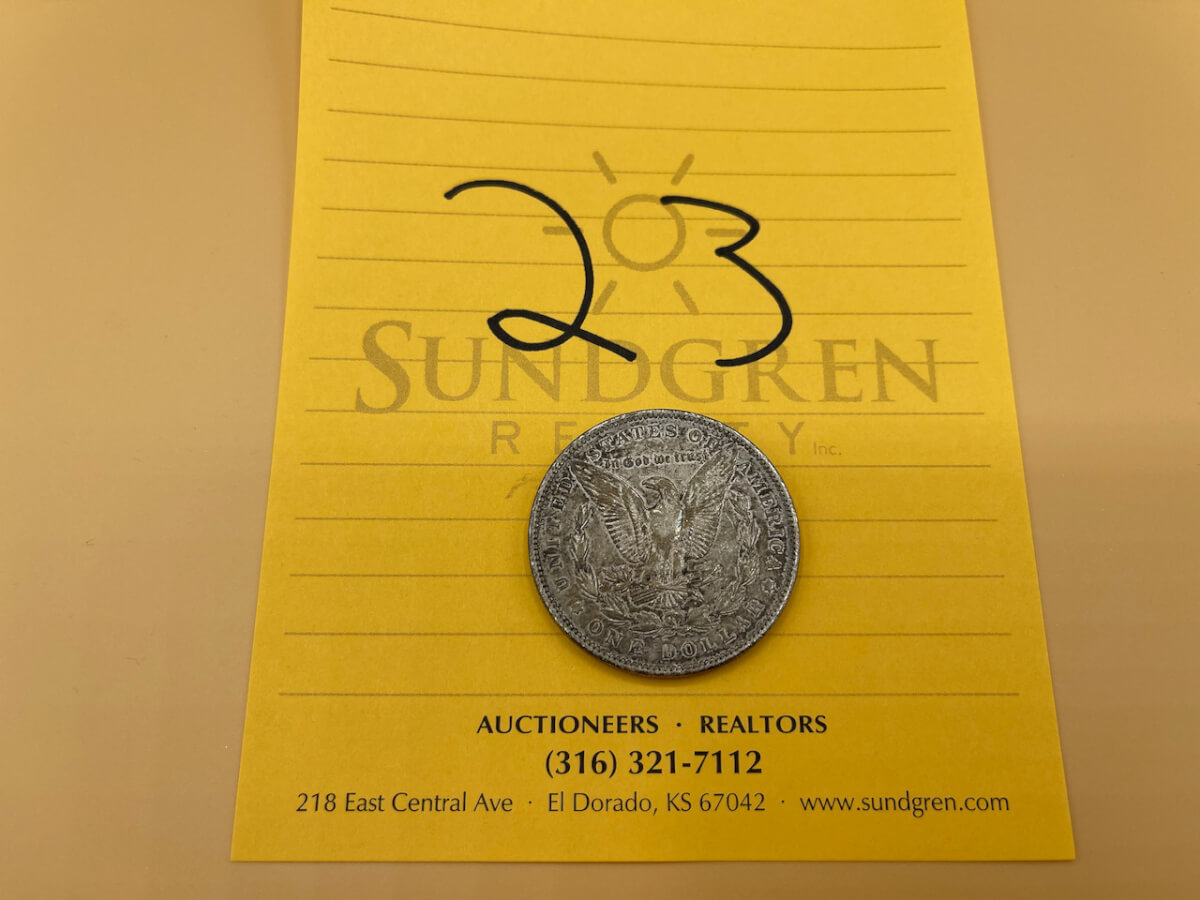 23
SUNDGREN
REALTY Inc.
UNITED STATES OF AMERICA
In God we trust
ONE DOLLAR
AUCTIONEERS · REALTORS
(316) 321-7112
218 East Central Ave · El Dorado, KS 67042 · www.sundgren.com